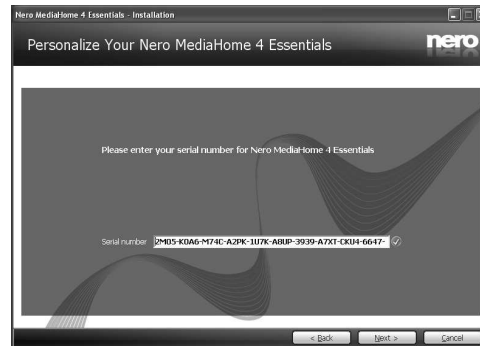 Nero MediaHome 4 Essentials - Installation
Personalize Your Nero MediaHome 4 Essentials
nero
Please enter your serial number for Nero MediaHome 4 Essentials
Serial number 2M05-K0A6-M74C-A2PK-1U7K-A8UP-3939-A7XT-CKU4-6647-
< Back Next > Cancel